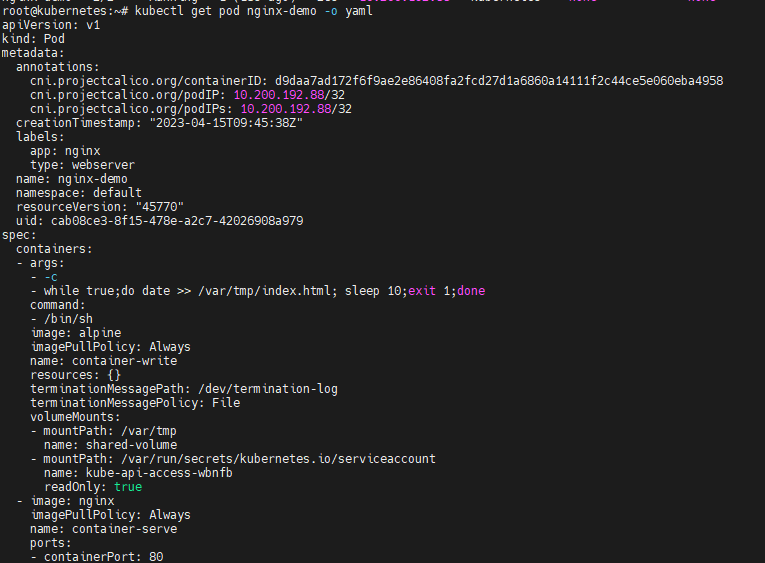 root@kubernetes:~# kubectl get pod nginx-demo -o yaml
apiVersion: v1
kind: Pod
metadata:
  annotations:
    cni.projectcalico.org/containerID: d9daa7ad172f6f9ae2e86408fa2fcd27d1a6860a14111f2c44ce5e060eba4958
    cni.projectcalico.org/podIP: 10.200.192.88/32
    cni.projectcalico.org/podIPs: 10.200.192.88/32
  creationTimestamp: "2023-04-15T09:45:38Z"
  labels:
    app: nginx
    type: webserver
  name: nginx-demo
  namespace: default
  resourceVersion: "45770"
  uid: cab08ce3-8f15-478e-a2c7-42026908a979
spec:
  containers:
  - args:
    - -c
    - while true;do date >> /var/tmp/index.html; sleep 10;exit 1;done
    command:
    - /bin/sh
    image: alpine
    imagePullPolicy: Always
    name: container-write
    resources: {}
    terminationMessagePath: /dev/termination-log
    terminationMessagePolicy: File
    volumeMounts:
    - mountPath: /var/tmp
      name: shared-volume
    - mountPath: /var/run/secrets/kubernetes.io/serviceaccount
      name: kube-api-access-wbnfb
      readOnly: true
  - image: nginx
    imagePullPolicy: Always
    name: container-serve
    ports:
    - containerPort: 80